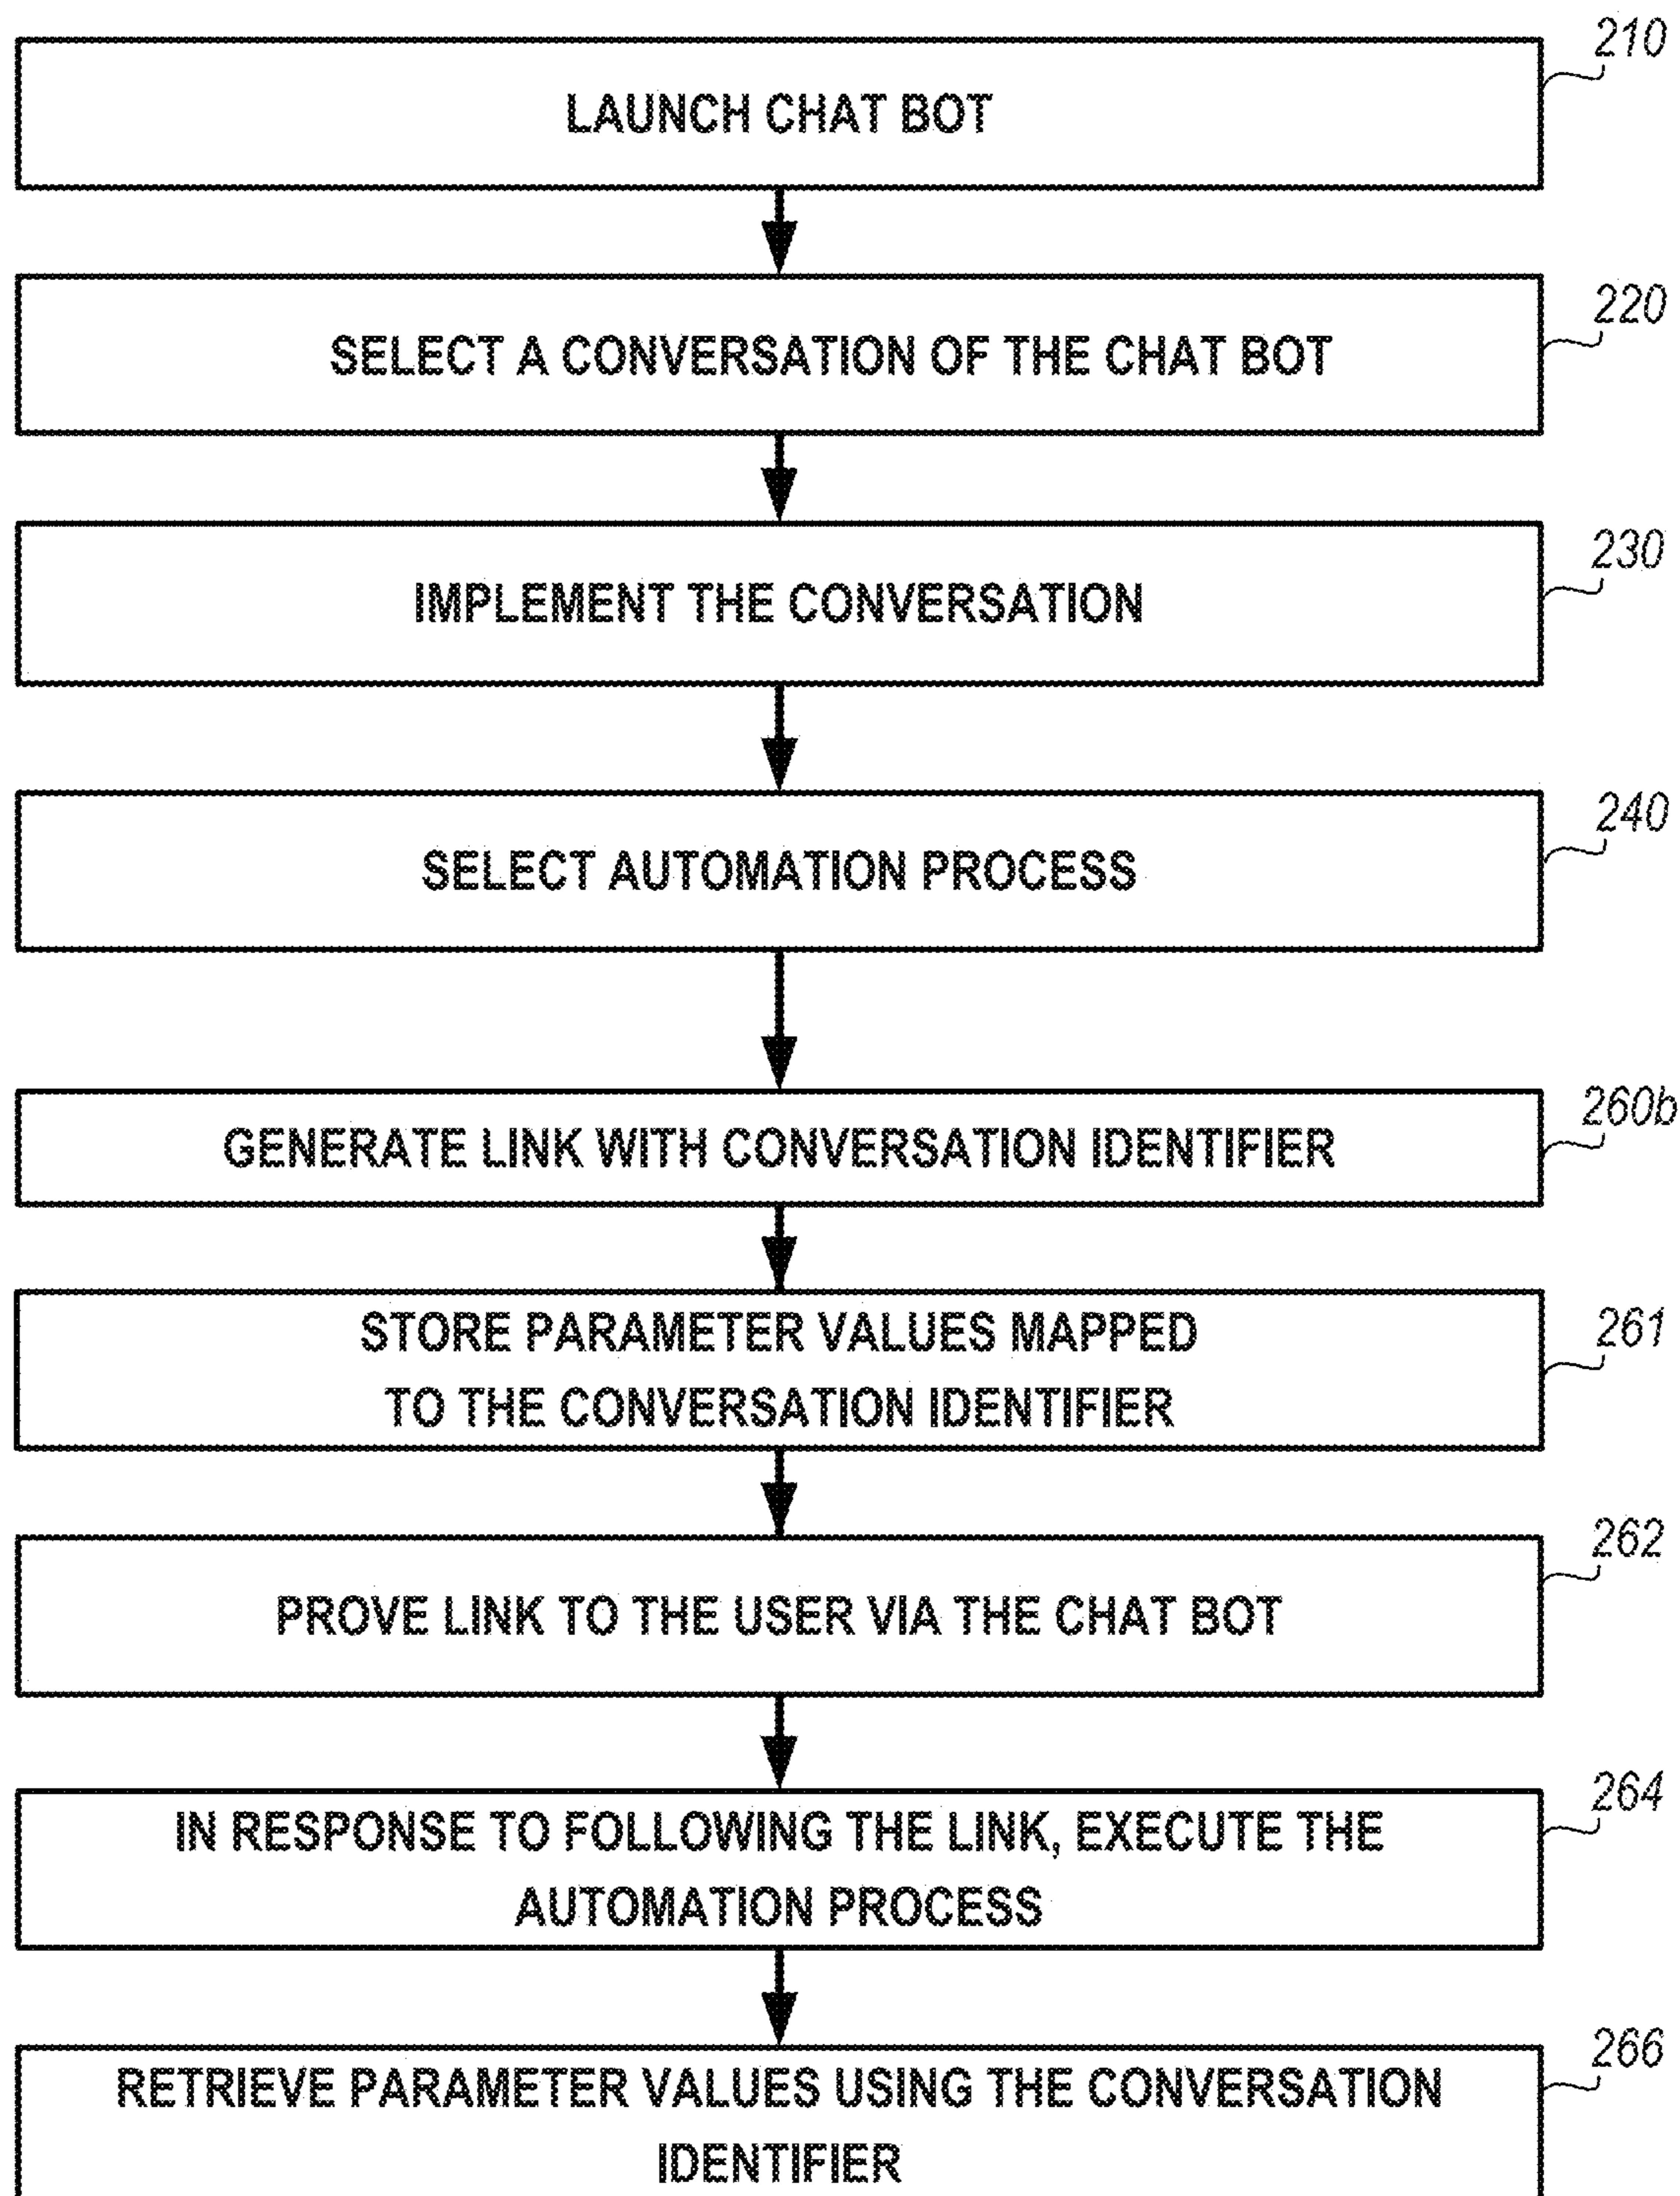 210
LAUNCH CHAT BOT
220
SELECT A CONVERSATION OF THE CHAT BOT
230
IMPLEMENT THE CONVERSATION
240
SELECT AUTOMATION PROCESS
260b
GENERATE LINK WITH CONVERSATION IDENTIFIER
261
STORE PARAMETER VALUES MAPPED
TO THE CONVERSATION IDENTIFIER
262
PROVE LINK TO THE USER VIA THE CHAT BOT
264
IN RESPONSE TO FOLLOWING THE LINK, EXECUTE THE
AUTOMATION PROCESS
266
RETRIEVE PARAMETER VALUES USING THE CONVERSATION
IDENTIFIER